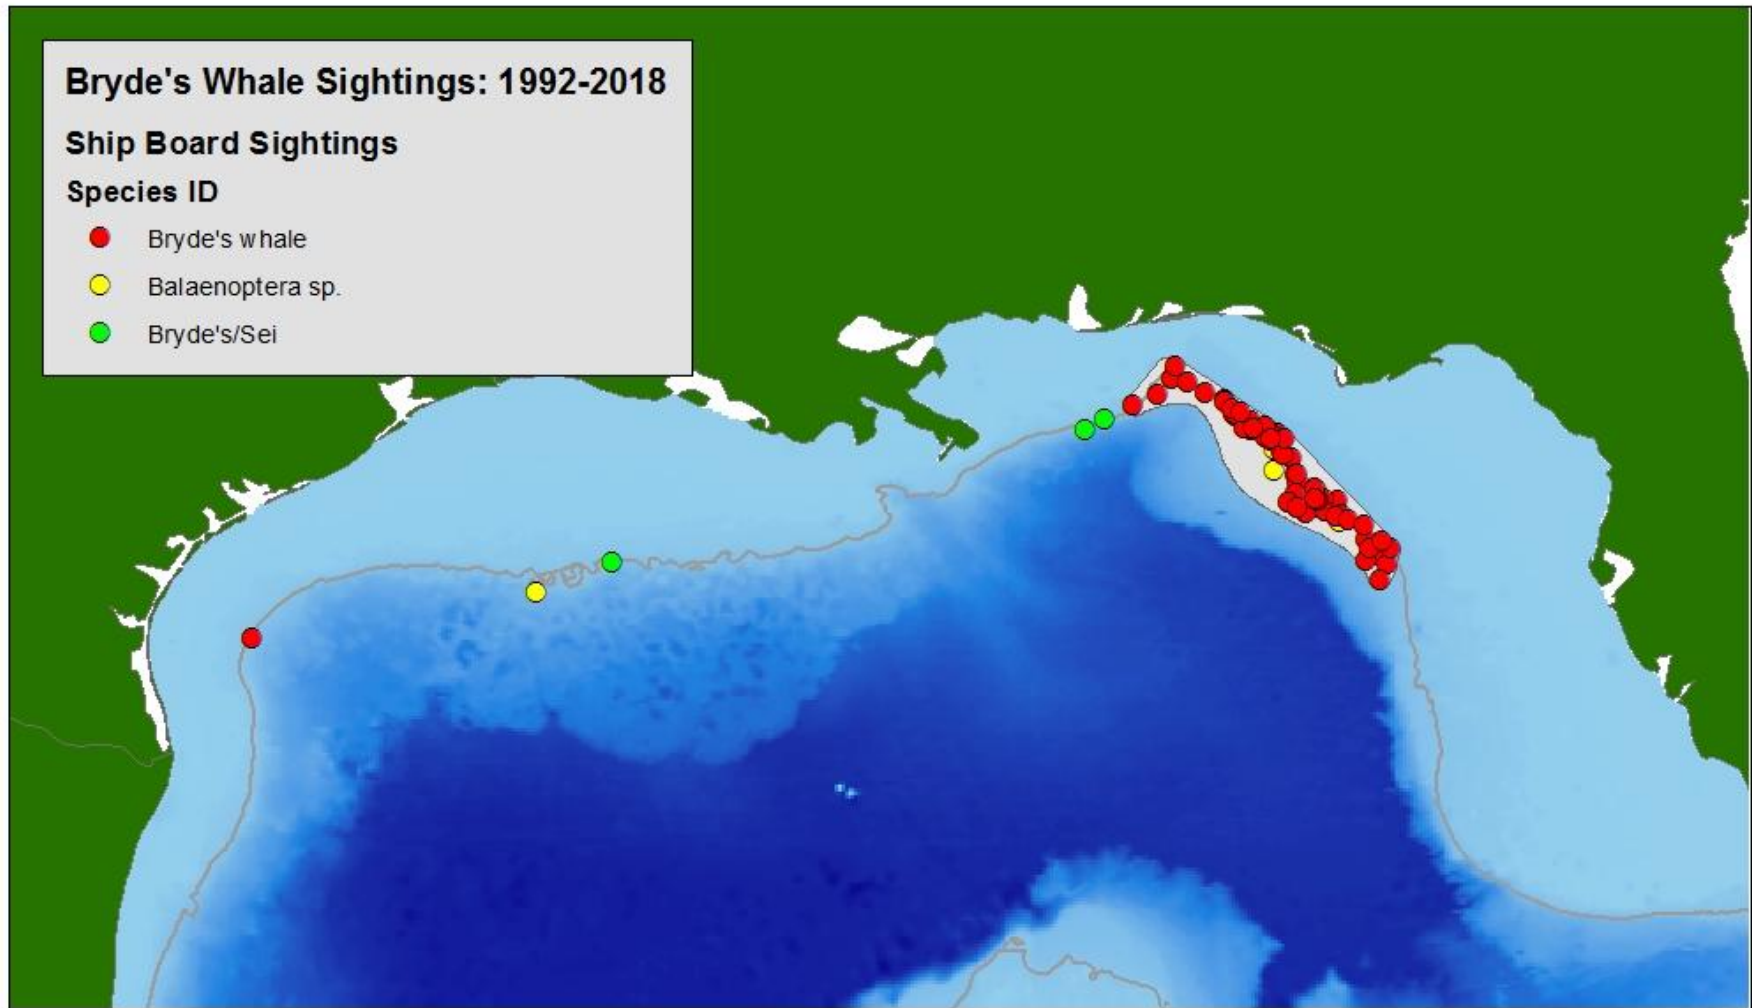 Bryde's Whale Sightings: 1992-2018
Ship Board Sightings
Species ID
Bryde's whale
Balaenoptera sp.
Bryde's/Sei